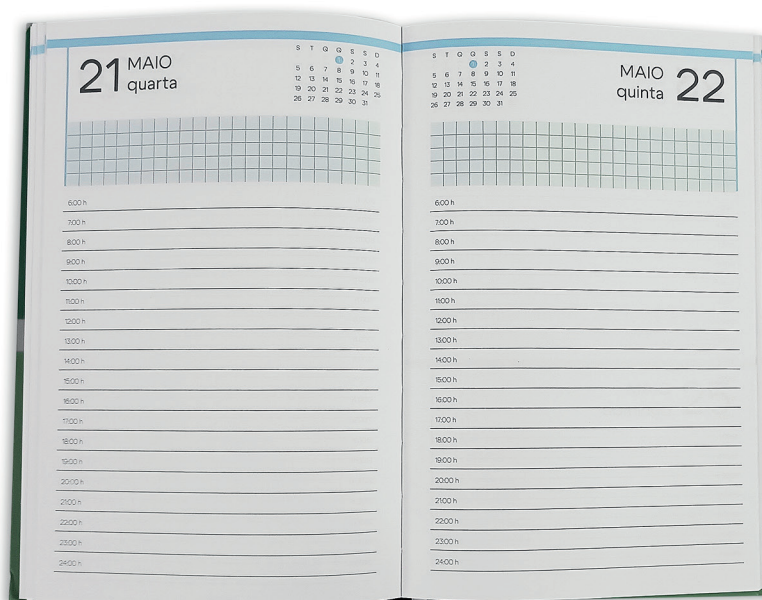 21 MAIO
quarta
S T Q Q S S D
1 2 3 4
5 6 7 8 9 10 11
12 13 14 15 16 17 18
19 20 21 22 23 24 25
26 27 28 29 30 31
6:00 h
7:00 h
8:00 h
9:00 h
10:00 h
11:00 h
12:00 h
13:00 h
14:00 h
15:00 h
16:00 h
17:00 h
18:00 h
19:00 h
20:00 h
21:00 h
22:00 h
23:00 h
24:00 h
S T Q Q S S D
1 2 3 4
5 6 7 8 9 10 11
12 13 14 15 16 17 18
19 20 21 22 23 24 25
26 27 28 29 30 31
MAIO 22
quinta
6:00 h
7:00 h
8:00 h
9:00 h
10:00 h
11:00 h
12:00 h
13:00 h
14:00 h
15:00 h
16:00 h
17:00 h
18:00 h
19:00 h
20:00 h
21:00 h
22:00 h
23:00 h
24:00 h